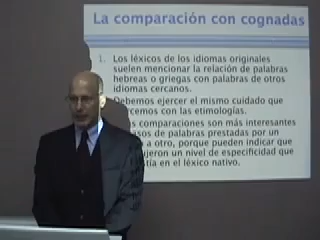 La comparación con cognadas
1. Los léxicos de los idiomas originales
suelen mencionar la relación de palabras
hebreas o griegas con palabras de otros
idiomas cercanos.
Debemos ejercer el mismo cuidado que
con las etimologías.
comparaciones son más interesantes
de palabras prestadas por un
a otro, porque pueden indicar que
un nivel de especificidad que
en el léxico nativo.